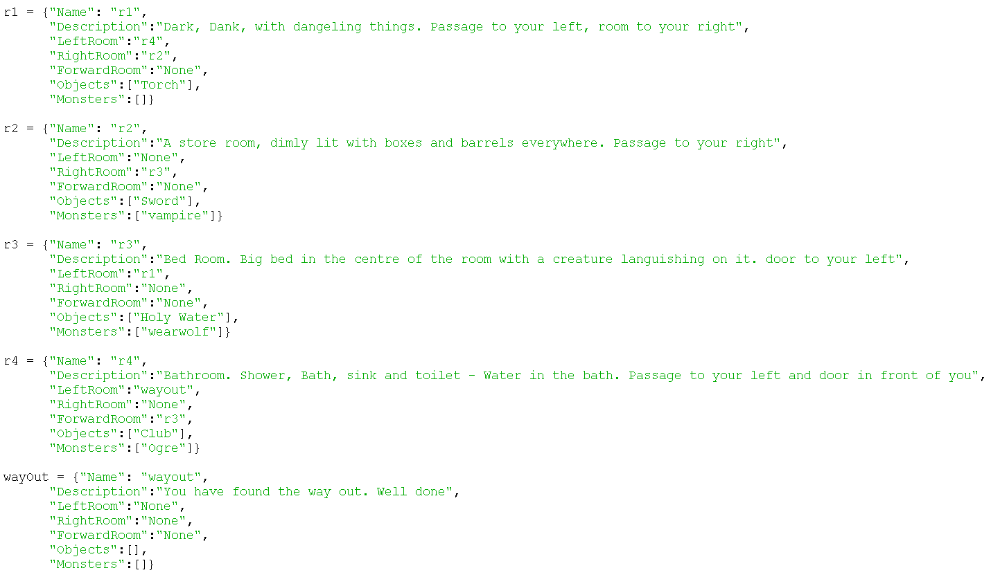 r1 = {"Name": "r1",
      "Description":"Dark, Dank, with dangeling things. Passage to your left, room to your right",
      "LeftRoom":"r4",
      "RightRoom":"r2",
      "ForwardRoom":"None",
      "Objects":["Torch"],
      "Monsters":[]}

r2 = {"Name": "r2",
      "Description":"A store room, dimly lit with boxes and barrels everywhere. Passage to your right",
      "LeftRoom":"None",
      "RightRoom":"r3",
      "ForwardRoom":"None",
      "Objects":["Sword"],
      "Monsters":["vampire"]}

r3 = {"Name": "r3",
      "Description":"Bed Room. Big bed in the centre of the room with a creature languishing on it. door to your left",
      "LeftRoom":"r1",
      "RightRoom":"None",
      "ForwardRoom":"None",
      "Objects":["Holy Water"],
      "Monsters":["wearwolf"]}

r4 = {"Name": "r4",
      "Description":"Bathroom. Shower, Bath, sink and toilet - Water in the bath. Passage to your left and door in front of you",
      "LeftRoom":"wayout",
      "RightRoom":"None",
      "ForwardRoom":"r3",
      "Objects":["Club"],
      "Monsters":["Ogre"]}

wayOut = {"Name": "wayout",
      "Description":"You have found the way out. Well done",
      "LeftRoom":"None",
      "RightRoom":"None",
      "ForwardRoom":"None",
      "Objects":[],
      "Monsters":[]}